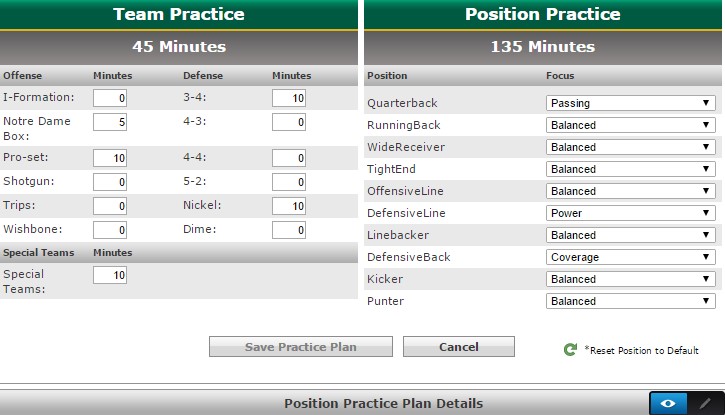 Team Practice
45 Minutes
Offense Minutes Defense Minutes
I-Formation: 0 3-4: 10
Notre Dame Box: 5 4-3: 0
Pro-set: 10 4-4: 0
Shotgun: 0 5-2: 0
Trips: 0 Nickel: 10
Wishbone: 0 Dime: 0
Special Teams Minutes
Special Teams: 10
Position Practice
135 Minutes
Position Focus
Quarterback Passing
RunningBack Balanced
WideReceiver Balanced
TightEnd Balanced
OffensiveLine Balanced
DefensiveLine Power
Linebacker Balanced
DefensiveBack Coverage
Kicker Balanced
Punter Balanced
Save Practice Plan Cancel *Reset Position to Default
Position Practice Plan Details